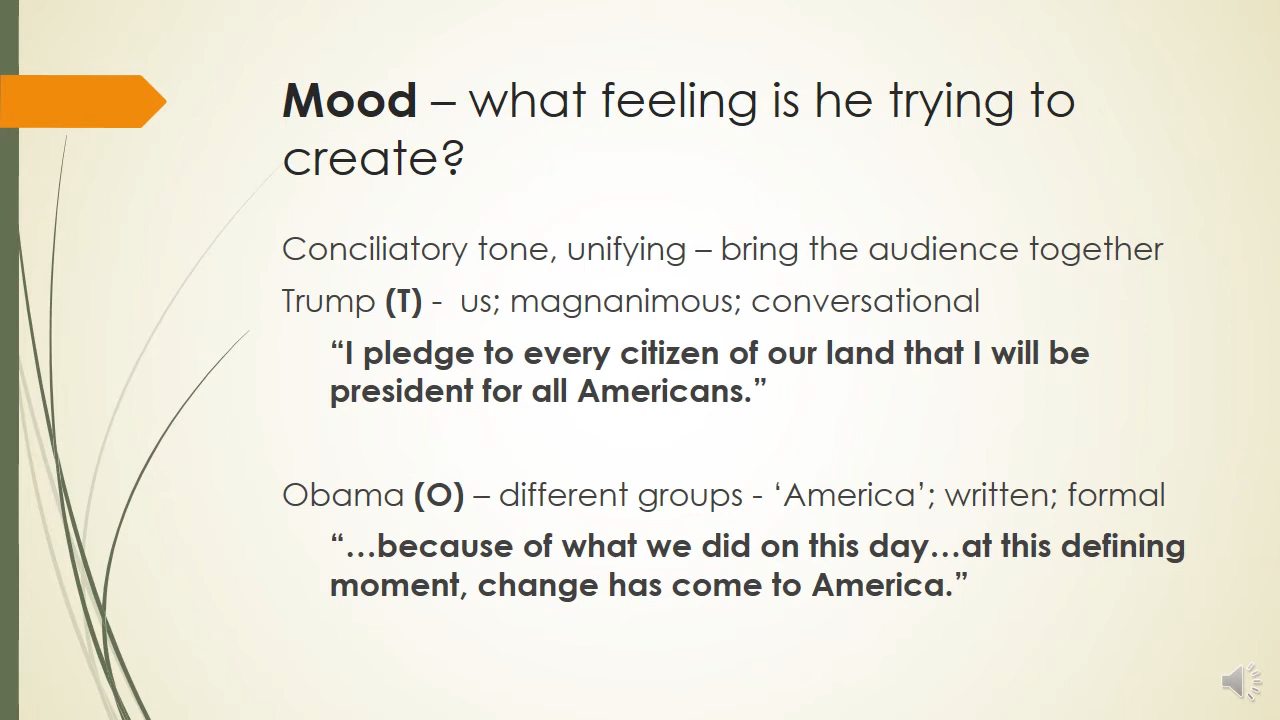 Mood – what feeling is he trying to
create?
Conciliatory tone, unifying – bring the audience together
Trump (T) -  us; magnanimous; conversational
“I pledge to every citizen of our land that I will be
president for all Americans.”
Obama (O) – different groups - ‘America’; written; formal
“…because of what we did on this day…at this defining
moment, change has come to America.”